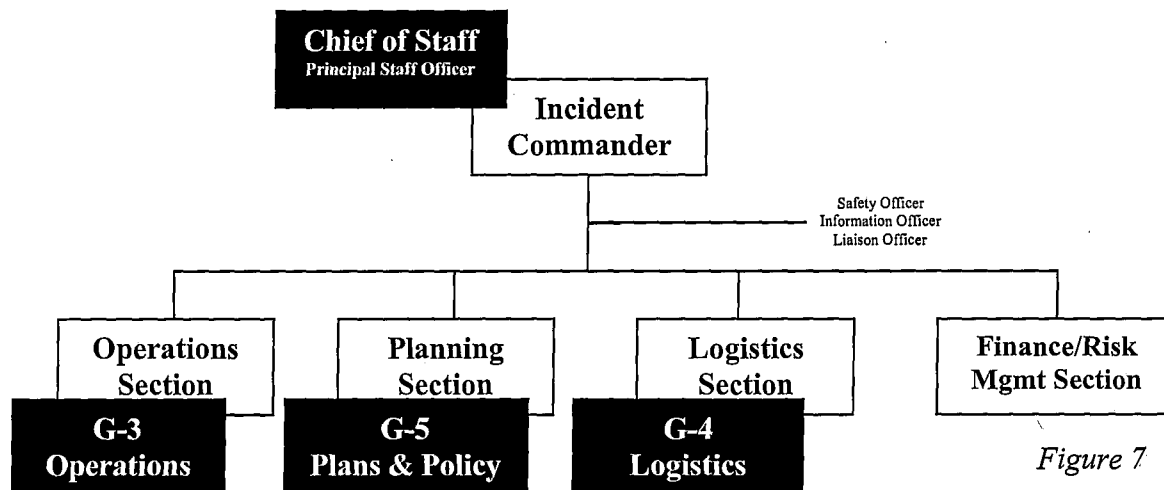 Chief of Staff
Principal Staff Officer
Incident
Commander
Safety Officer
Information Officer
Liaison Officer
Operations
Section
Planning
Section
Logistics
Section
Finance/Risk
Mgmt Section
G-3
Operations
G-5
Plans & Policy
G-4
Logistics
Figure 7